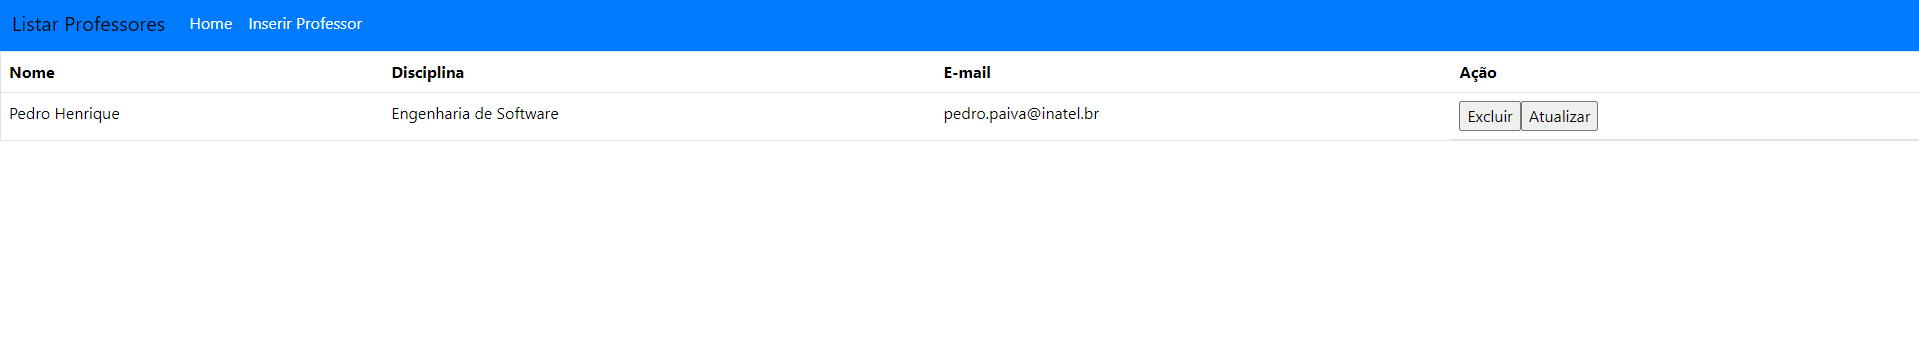 Listar Professores Home Inserir Professor
Nome Disciplina E-mail Ação
Pedro Henrique Engenharia de Software pedro.paiva@inatel.br Excluir Atualizar